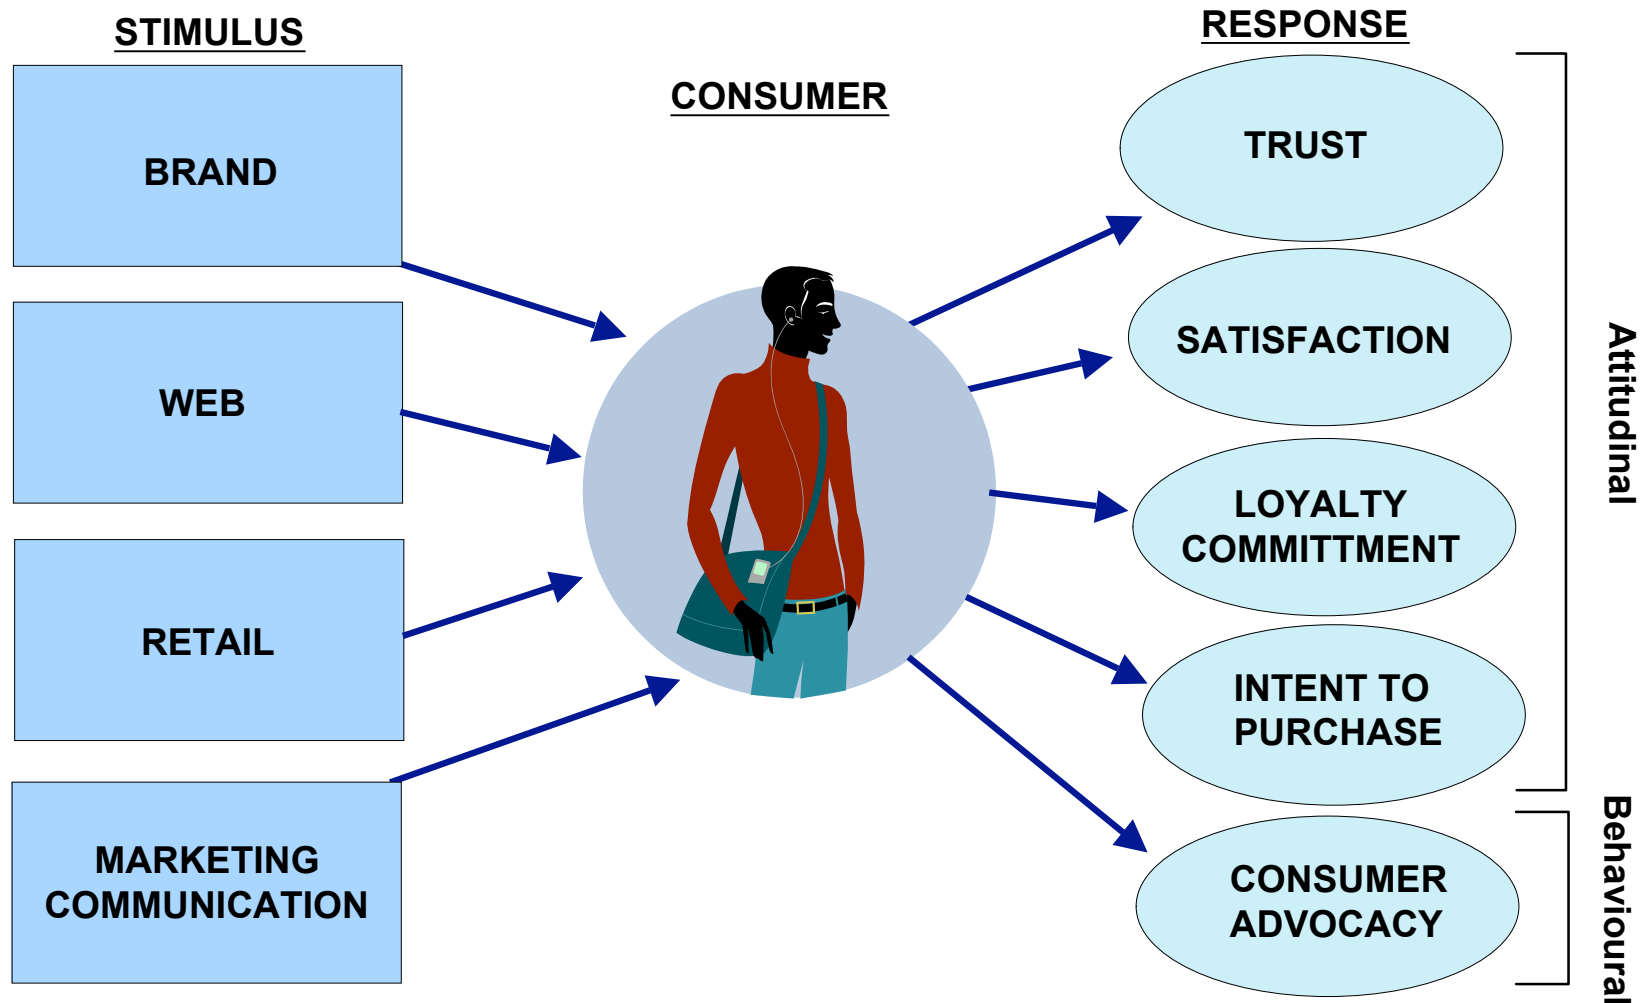 STIMULUS
BRAND
WEB
RETAIL
MARKETING
COMMUNICATION
CONSUMER
RESPONSE
TRUST
SATISFACTION
LOYALTY
COMMITTMENT
INTENT TO
PURCHASE
CONSUMER
ADVOCACY
Attitudinal
Behavioural